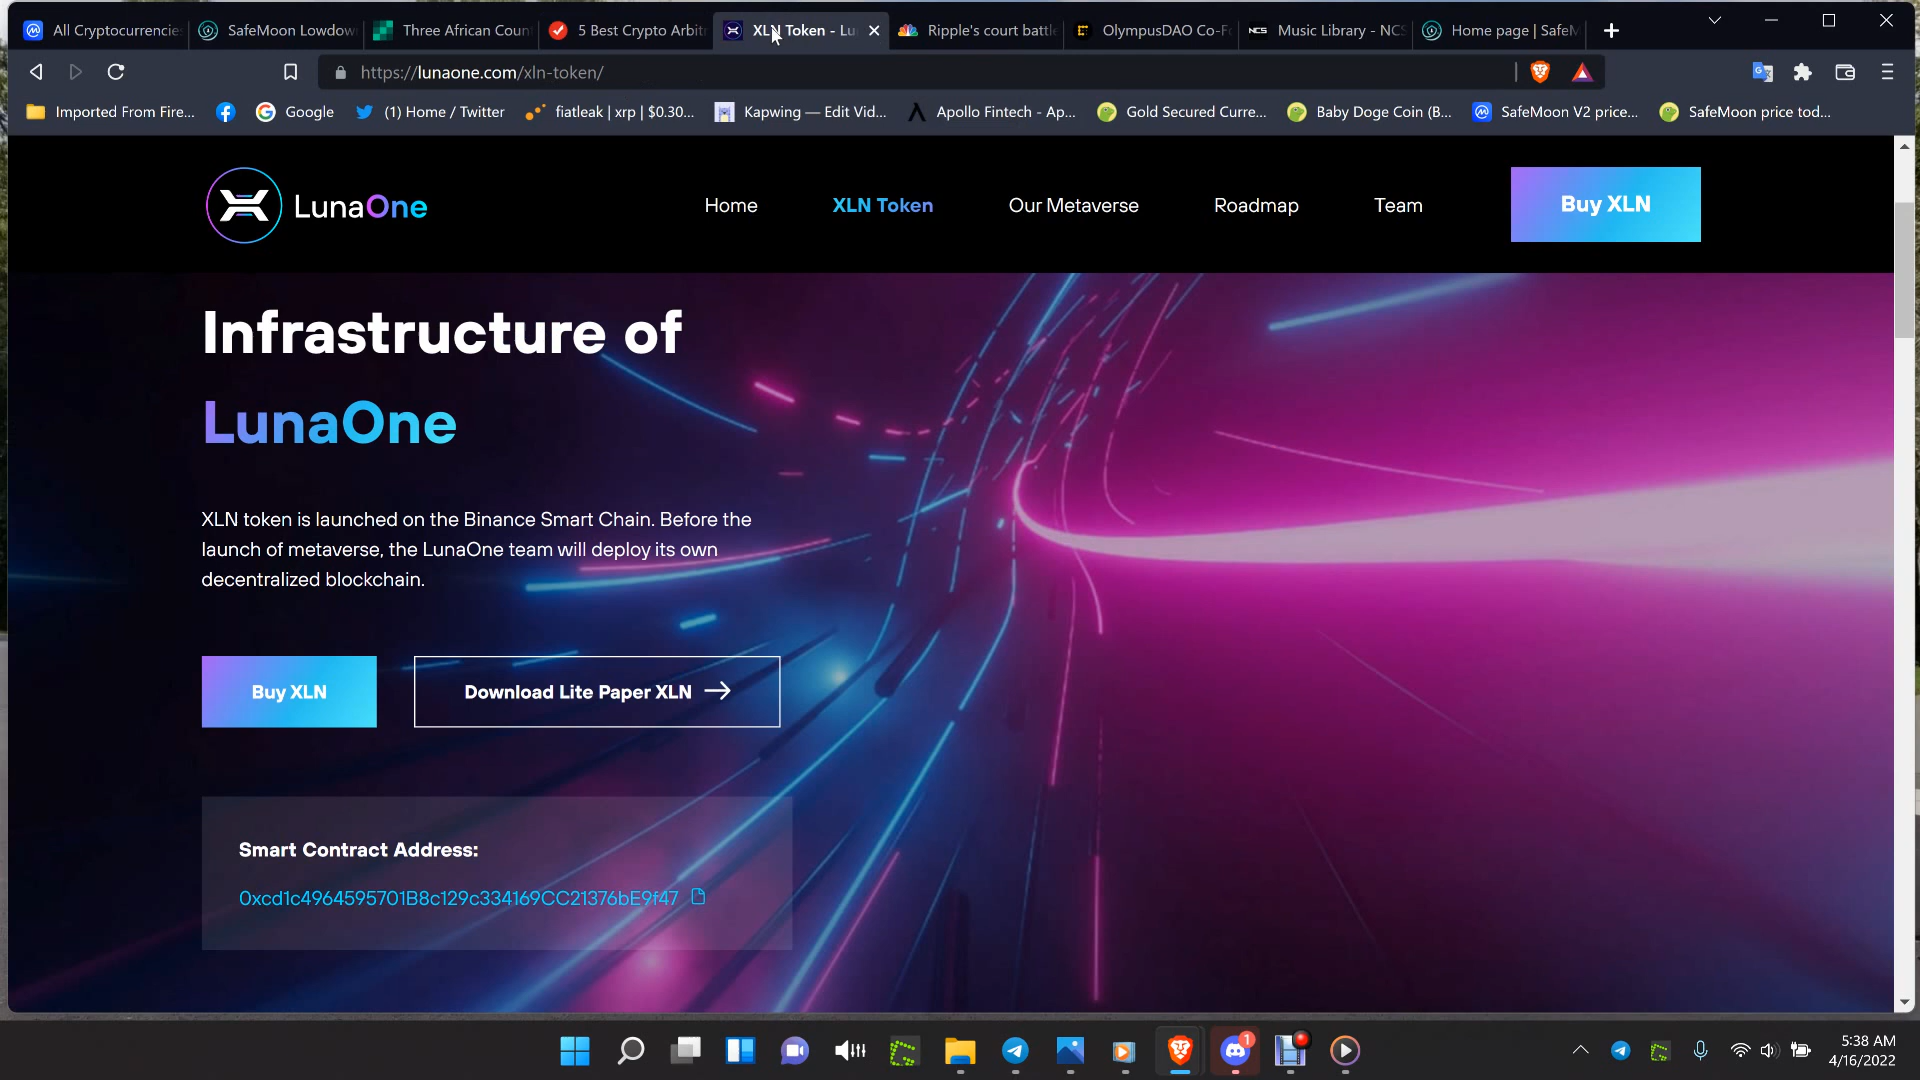 All Cryptocurrencie
SafeMoon Lowdow
Three African Coun
5 Best Crypto Arbit
XLN Token - Lu
Ripple's court battle
OlympusDAO Co-F
NCS
Music Library - NCS
Home page | SafeM
https://lunaone.com/xln-token/
Imported From Fire...
Google
(1) Home / Twitter
fiatleak | xrp | $0.30...
Kapwing — Edit Vid...
Apollo Fintech - Ap...
Gold Secured Curre...
Baby Doge Coin (B...
SafeMoon V2 price...
SafeMoon price tod...
LunaOne
Home
XLN Token
Our Metaverse
Roadmap
Team
Buy XLN
Infrastructure of
LunaOne
XLN token is launched on the Binance Smart Chain. Before the
launch of metaverse, the LunaOne team will deploy its own
decentralized blockchain.
Buy XLN
Download Lite Paper XLN →
Smart Contract Address:
0xcd1c4964595701B8c129c334169CC21376bE9f47
1
5:38 AM
4/16/2022